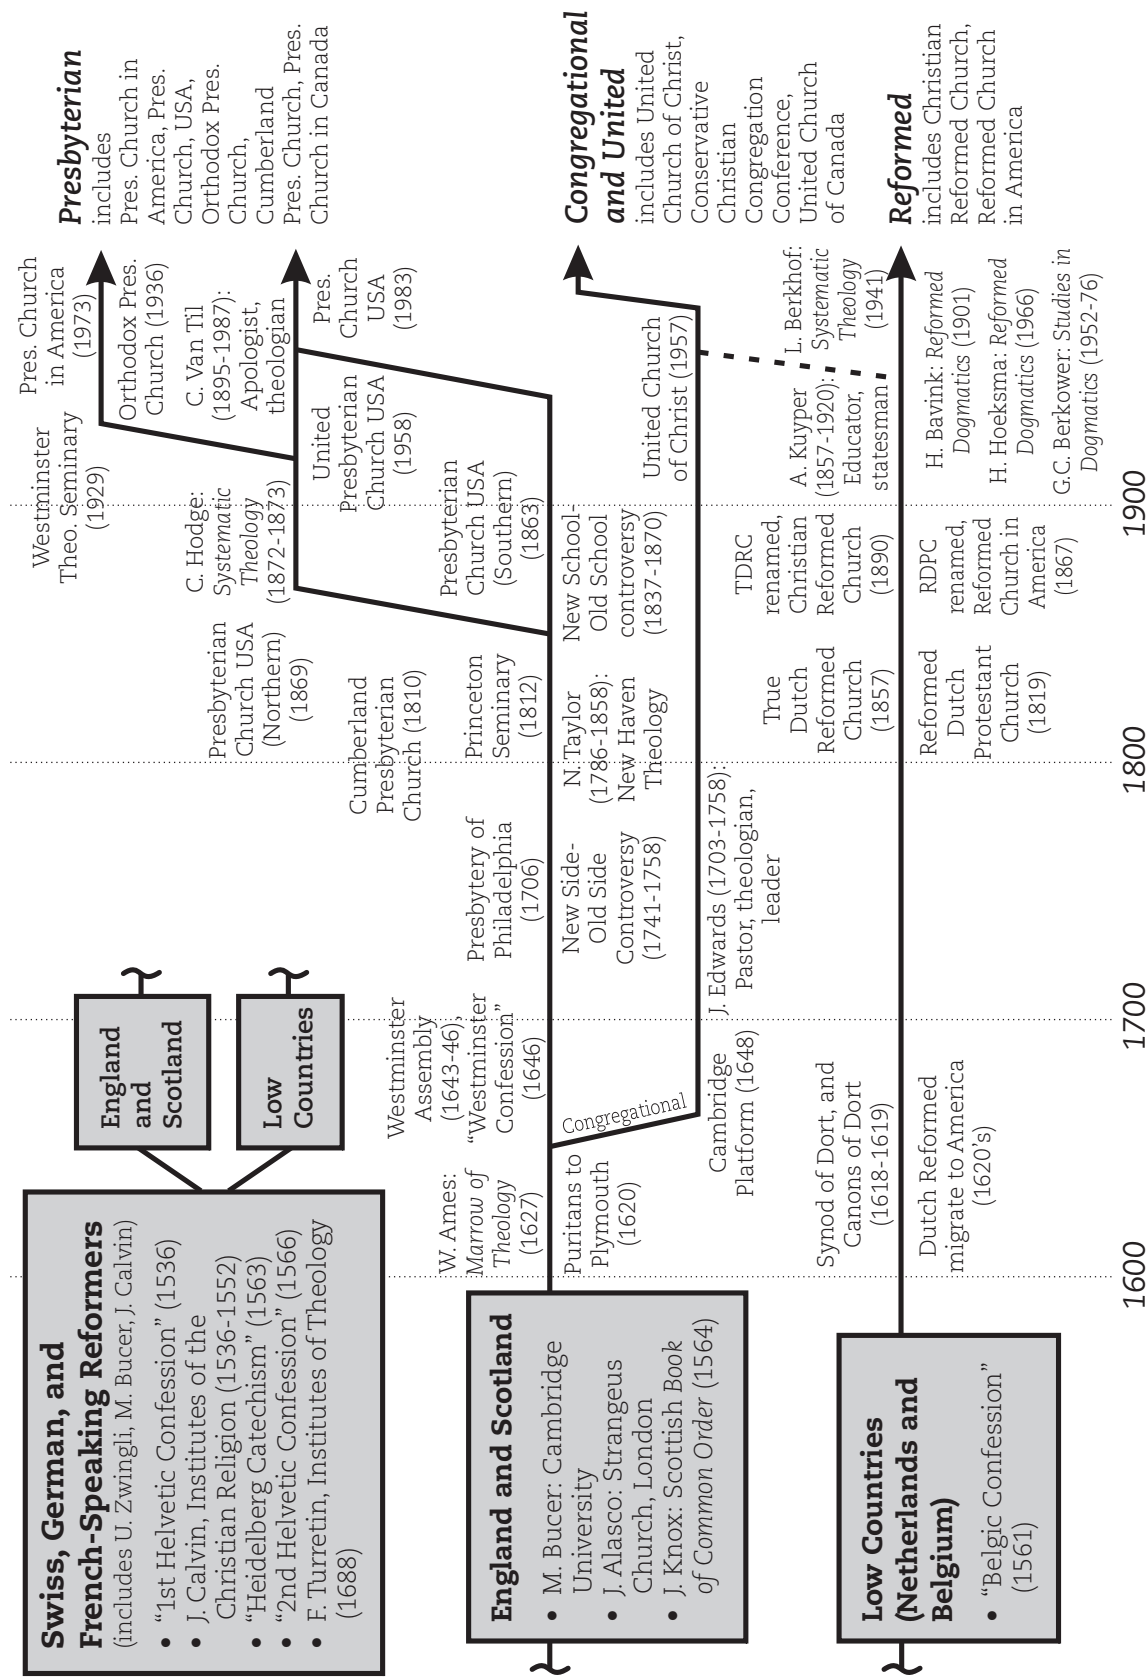 Swiss, German, and
French-Speaking Reformers
(includes U. Zwingli, M. Bucer, J. Calvin)
• “1st Helvetic Confession” (1536)
• J. Calvin, Institutes of the
Christian Religion (1536-1552)
• “Heidelberg Catechism” (1563)
• “2nd Helvetic Confession” (1566)
• F. Turretin, Institutes of Theology
(1688)
England
and
Scotland
Low
Countries
England and Scotland
• M. Bucer: Cambridge
University
• J. Alasco: Strangeus
Church, London
• J. Knox: Scottish Book
of Common Order (1564)
W. Ames:
Marrow of
Theology
(1627)
Puritans to
Plymouth
(1620)
Westminster
Assembly
(1643-46),
“Westminster
Confession”
(1646)
Congregational
Cambridge
Platform (1648)
Presbytery of
Philadelphia
(1706)
New Side-
Old Side
Controversy
(1741-1758)
J. Edwards (1703-1758):
Pastor, theologian,
leader
Cumberland
Presbyterian
Church (1810)
Princeton
Seminary
(1812)
N. Taylor
(1786-1858):
New Haven
Theology
Presbyterian
Church USA
(Northern)
(1869)
New School-
Old School
controversy
(1837-1870)
C. Hodge:
Systematic
Theology
(1872-1873)
Presbyterian
Church USA
(Southern)
(1863)
Westminster
Theo. Seminary
(1929)
United
Presbyterian
Church USA
(1958)
Pres. Church
in America
(1973)
Orthodox Pres.
Church (1936)
C. Van Til
(1895-1987):
Apologist,
theologian
Pres.
Church
USA
(1983)
United Church
of Christ (1957)
Presbyterian
includes
Pres. Church in
America, Pres.
Church, USA,
Orthodox Pres.
Church,
Cumberland
Pres. Church, Pres.
Church in Canada
Congregational
and United
includes United
Church of Christ,
Conservative
Christian
Congregation
Conference,
United Church
of Canada
Low Countries
(Netherlands and
Belgium)
• “Belgic Confession”
(1561)
Synod of Dort, and
Canons of Dort
(1618-1619)
Dutch Reformed
migrate to America
(1620's)
True
Dutch
Reformed
Church
(1857)
Reformed
Dutch
Protestant
Church
(1819)
TDRC
renamed,
Christian
Reformed
Church
(1890)
RDPC
renamed,
Reformed
Church in
America
(1867)
A. Kuyper
(1857-1920):
Educator,
statesman
L. Berkhof:
Systematic
Theology
(1941)
H. Bavink: Reformed
Dogmatics (1901)
H. Hoeksma: Reformed
Dogmatics (1966)
G.C. Berkower: Studies in
Dogmatics (1952-76)
Reformed
includes Christian
Reformed Church,
Reformed Church
in America
1600
1700
1800
1900